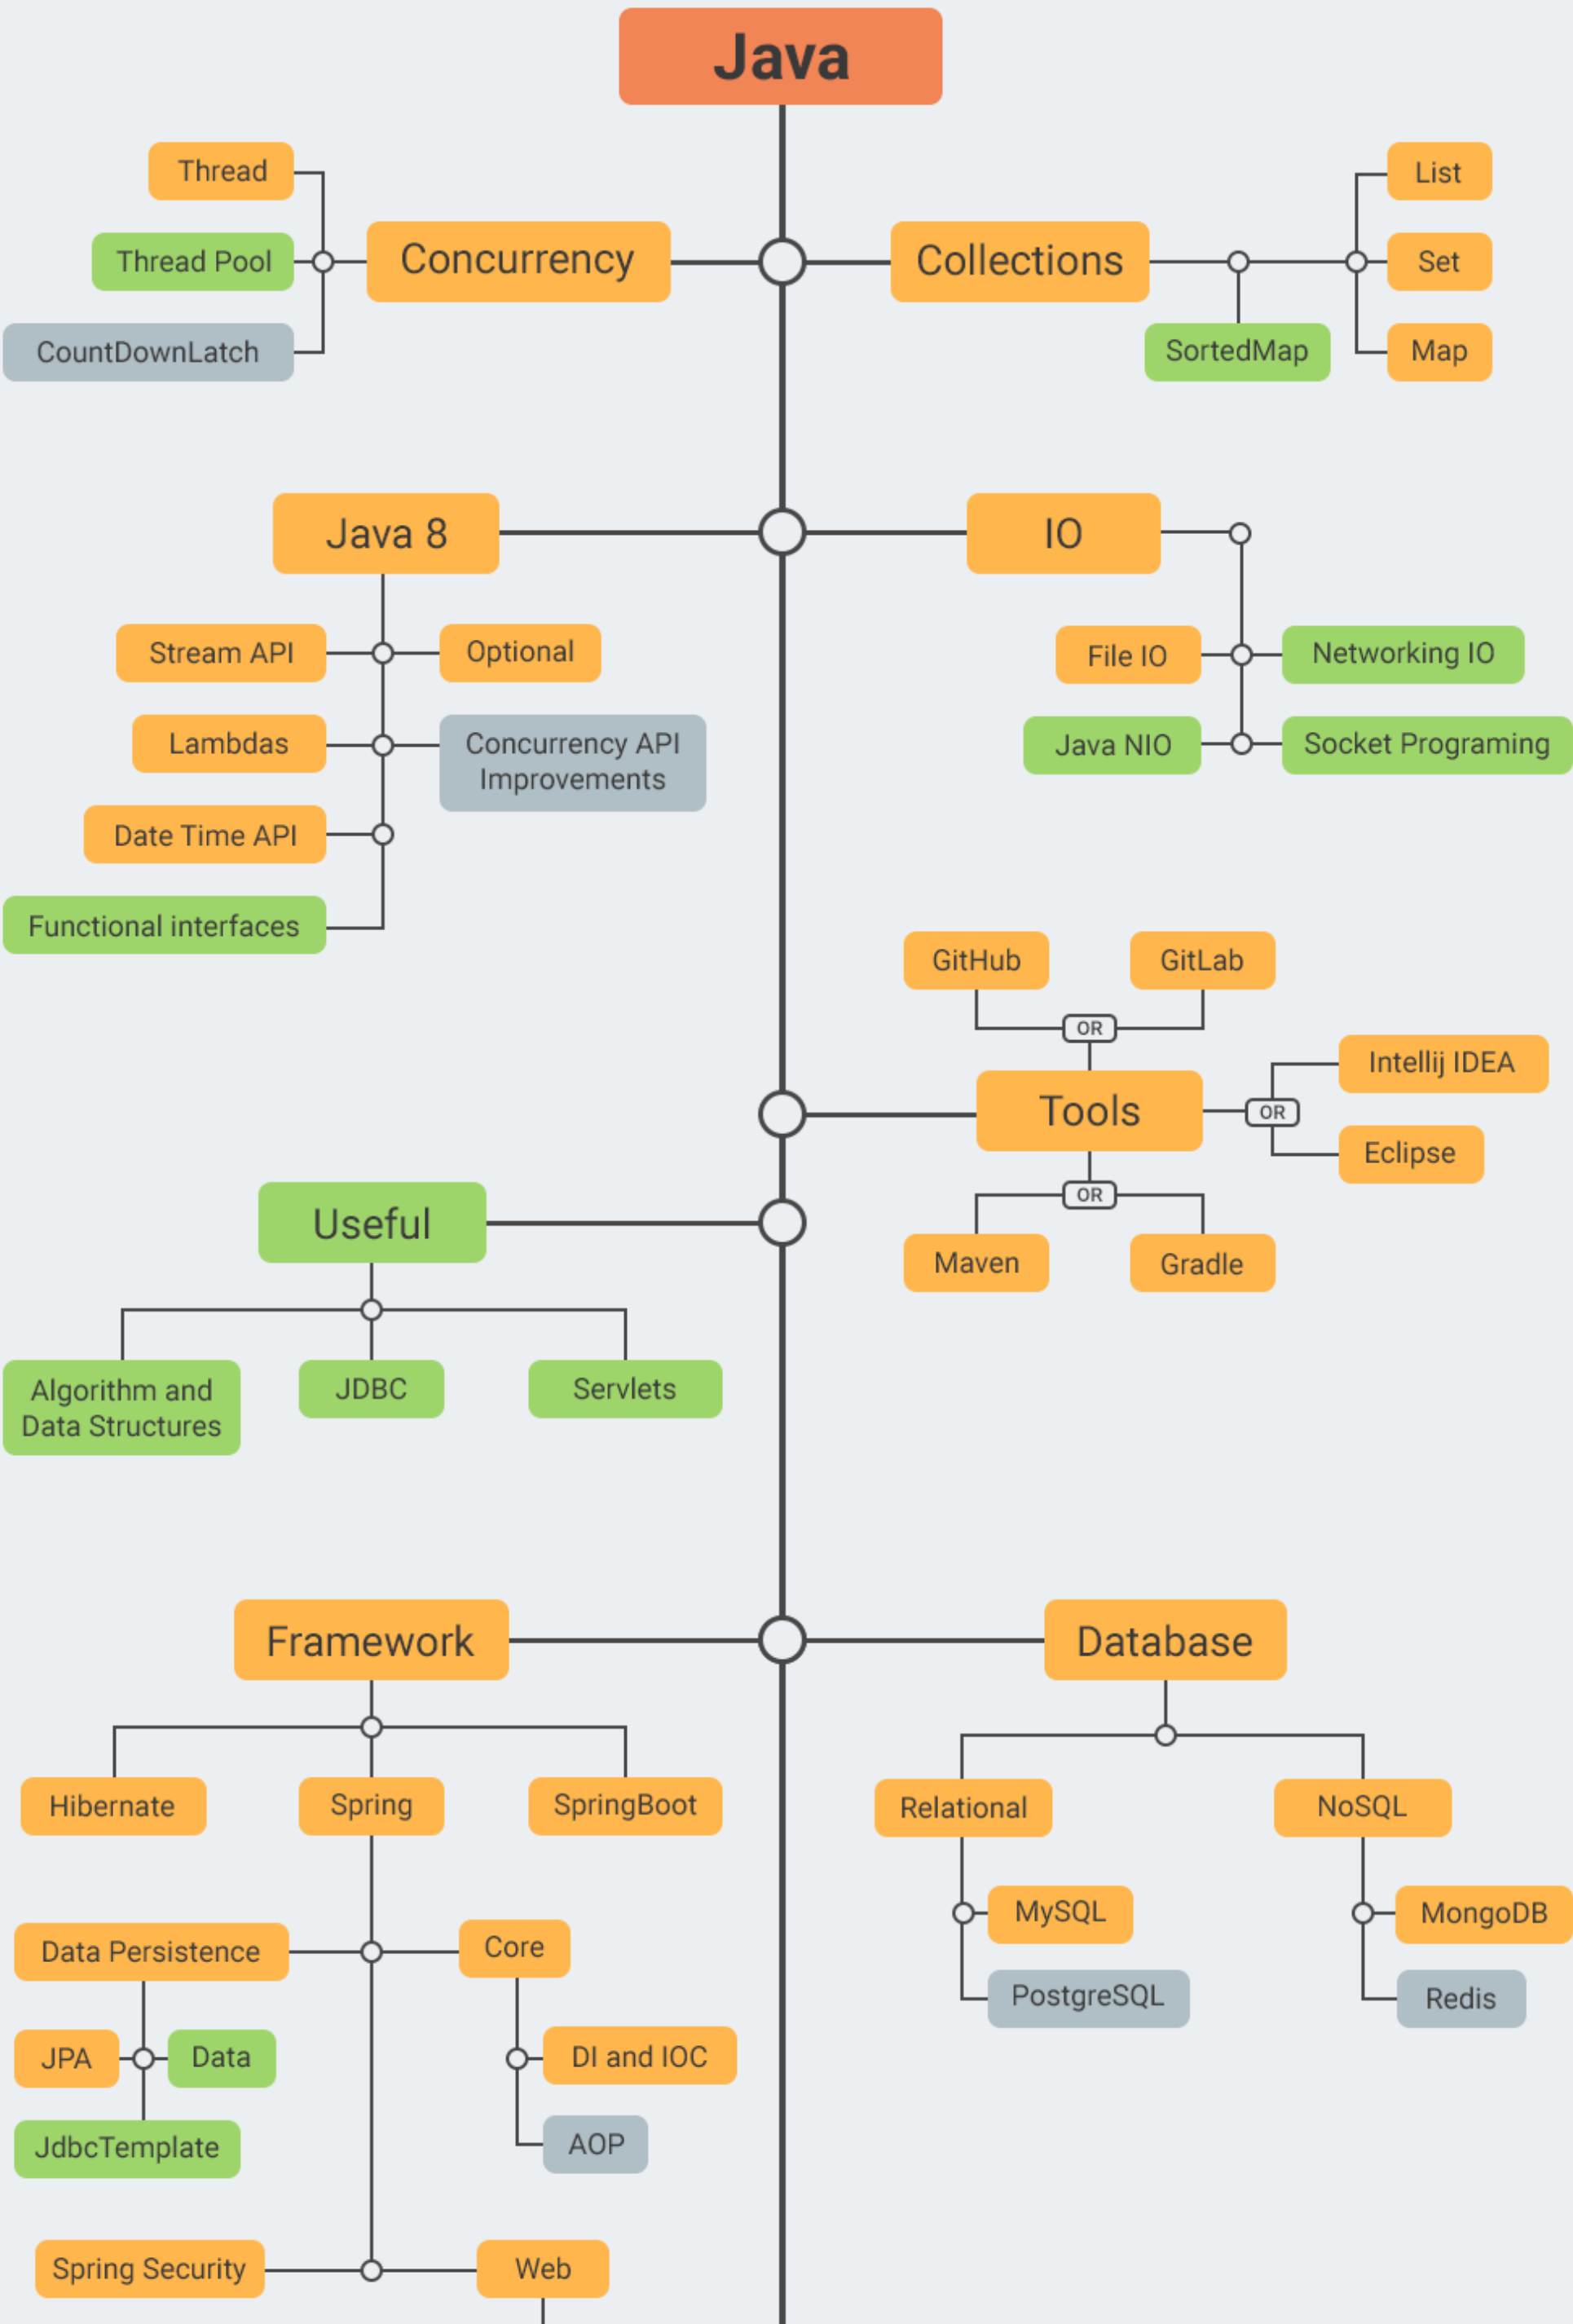 Java
Thread
Thread Pool
CountDownLatch
Concurrency
Collections
SortedMap
List
Set
Map
Java 8
Stream API
Optional
Lambdas
Concurrency API
Improvements
Date Time API
Functional interfaces
IO
File IO
Networking IO
Java NIO
Socket Programing
GitHub
GitLab
OR
Tools
OR
Intellij IDEA
Eclipse
OR
Maven
Gradle
Useful
Algorithm and
Data Structures
JDBC
Servlets
Framework
Hibernate
Spring
SpringBoot
Data Persistence
Core
JPA
Data
JdbcTemplate
DI and IOC
AOP
Spring Security
Web
Database
Relational
NoSQL
MySQL
PostgreSQL
MongoDB
Redis